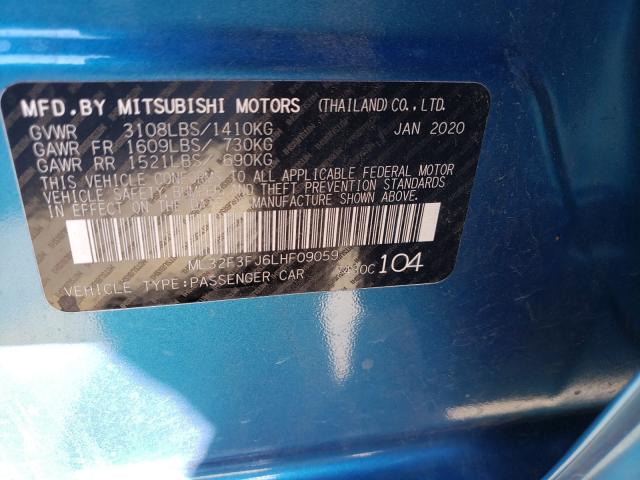 MFD.BY MITSUBISHI MOTORS (THAILAND)CO.,LTD.
GVWR 3108LBS/1410KG JAN 2020
GAWR FR 1609LBS/ 730KG
GAWR RR 1521LBS/ 690KG
THIS VEHICLE CONFORMS TO ALL APPLICABLE FEDERAL MOTOR
VEHICLE SAFETY, BUMPER AND THEFT PREVENTION STANDARDS
IN EFFECT ON THE DATE OF MANUFACTURE SHOWN ABOVE.
ML32F3FJ6LHF09059
104
VEHICLE TYPE:PASSENGER CAR